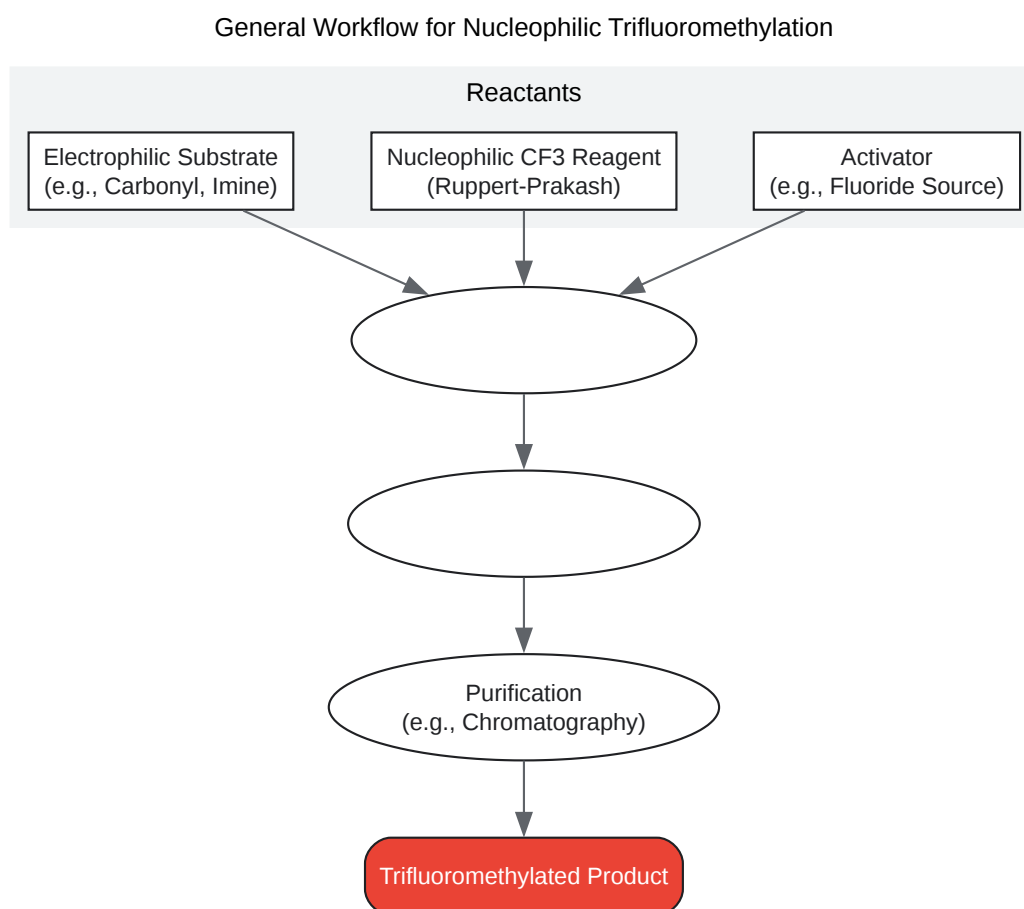 General Workflow for Nucleophilic Trifluoromethylation
Reactants
Electrophilic Substrate
(e.g., Carbonyl, Imine)
Nucleophilic CF3 Reagent
(Ruppert-Prakash)
Activator
(e.g., Fluoride Source)
Purification
(e.g., Chromatography)
Trifluoromethylated Product